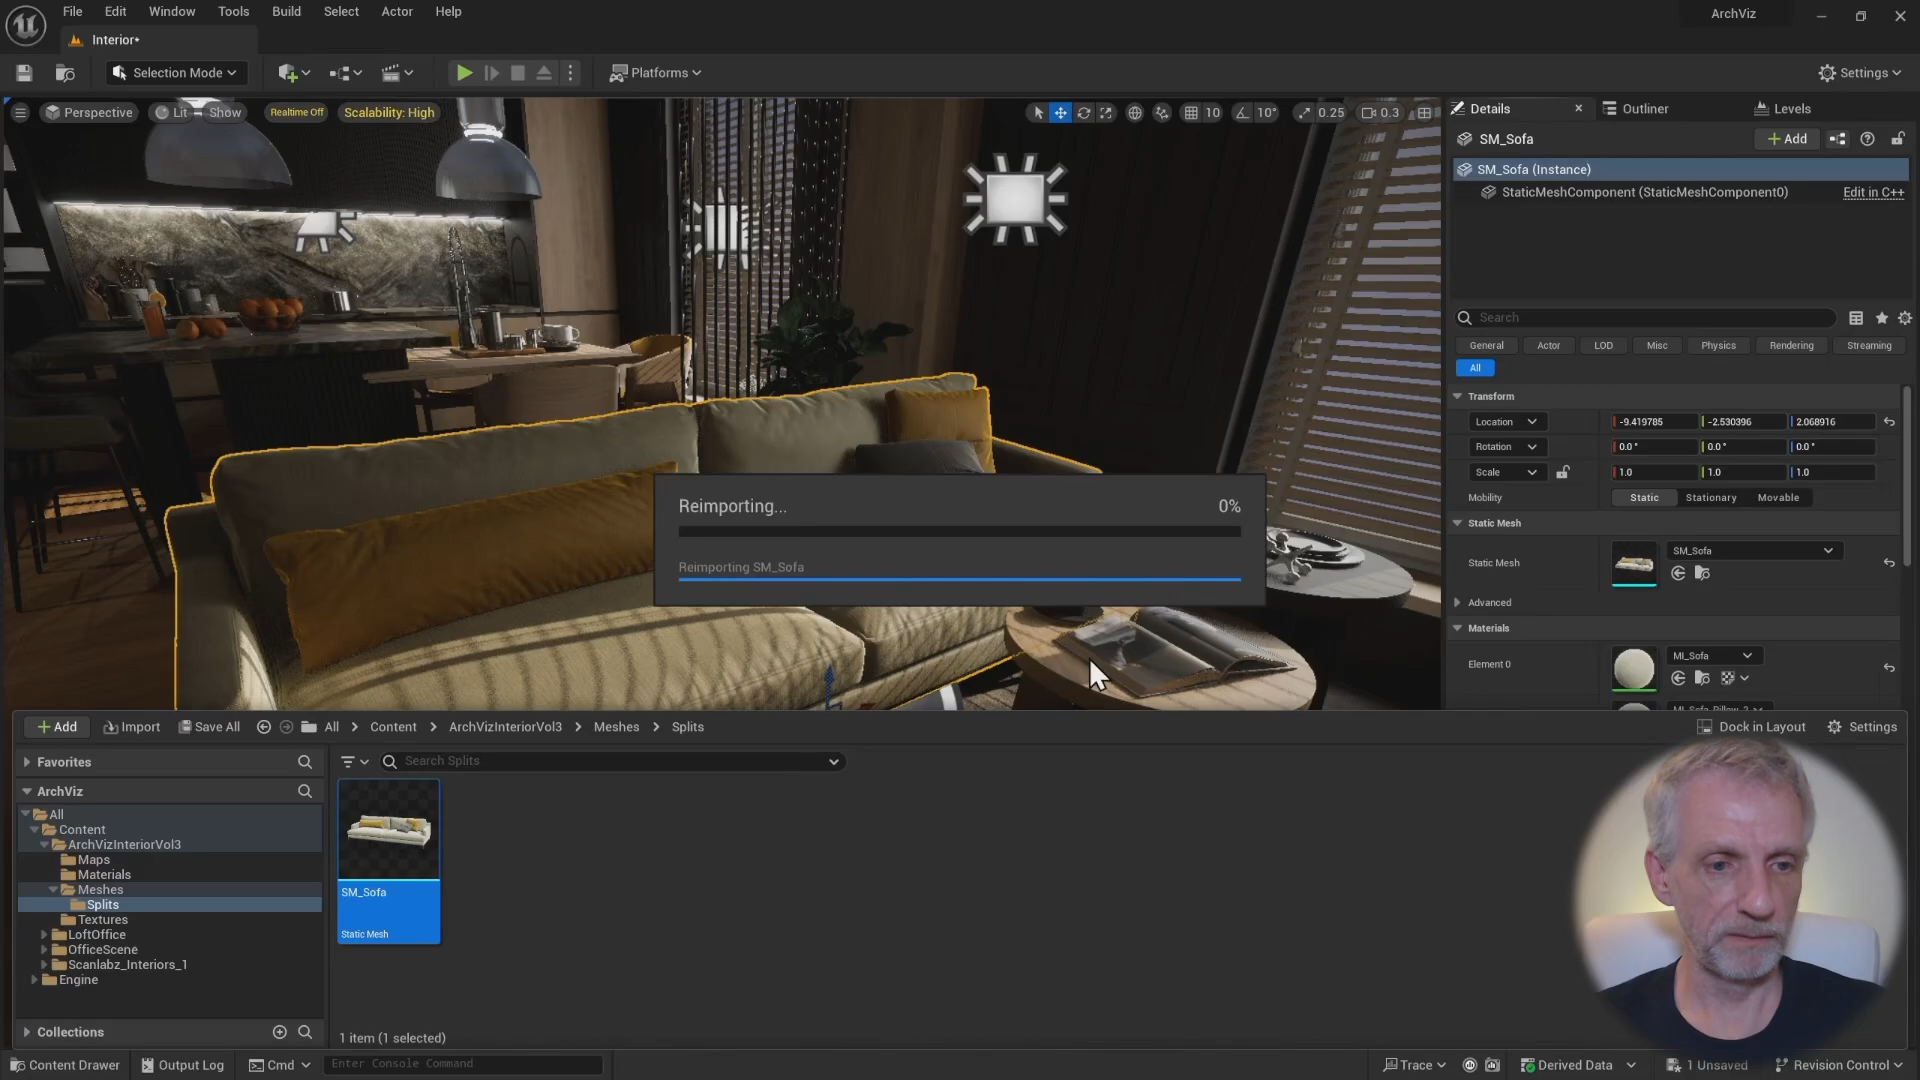 File Edit Window Tools Build Select Actor Help
ArchViz
Interior*
Selection Mode
Platforms
Settings
Perspective
Lit
Show
Realtime Off
Scalability: High
10
10°
0.25
0.3
Details
Outliner
Levels
SM_Sofa
Add
SM_Sofa (Instance)
StaticMeshComponent (StaticMeshComponent0)
Edit in C++
Search
General
Actor
LOD
Misc
Physics
Rendering
Streaming
All
Transform
Location
-9.419785
-2.530396
2.068916
Rotation
0.0 °
0.0 °
0.0 °
Scale
1.0
1.0
1.0
Mobility
Static
Stationary
Movable
Static Mesh
Static Mesh
SM_Sofa
Advanced
Materials
Element 0
MI_Sofa
MI_Sofa_Pillow_2
Reimporting...
0%
Reimporting SM_Sofa
Add
Import
Save All
All
Content
ArchVizInteriorVol3
Meshes
Splits
Dock in Layout
Settings
Favorites
Search Splits
ArchViz
All
Content
ArchVizInteriorVol3
Maps
Materials
Meshes
Splits
Textures
LoftOffice
OfficeScene
Scanlabz_Interiors_1
Engine
Collections
SM_Sofa
Static Mesh
1 item (1 selected)
Content Drawer
Output Log
Cmd
Enter Console Command
Trace
Derived Data
1 Unsaved
Revision Control